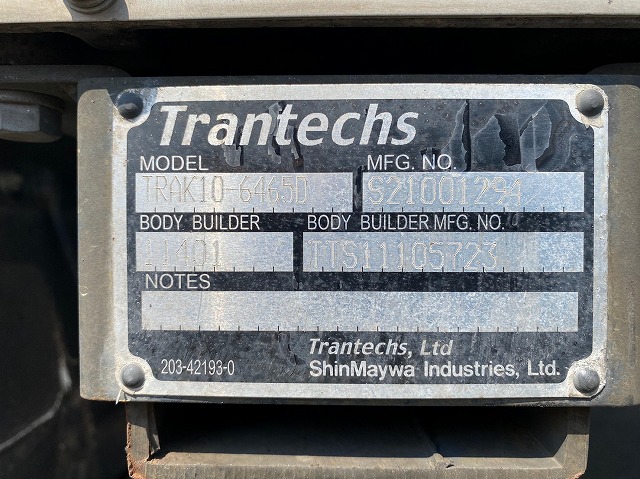 Trantechs
MODEL MFG. NO.
TRAK10-6465D S21001294
BODY BUILDER BODY BUILDER MFG. NO.
TTS11105723
NOTES
Trantechs, Ltd
203-42193-0 ShinMaywa Industries, Ltd.